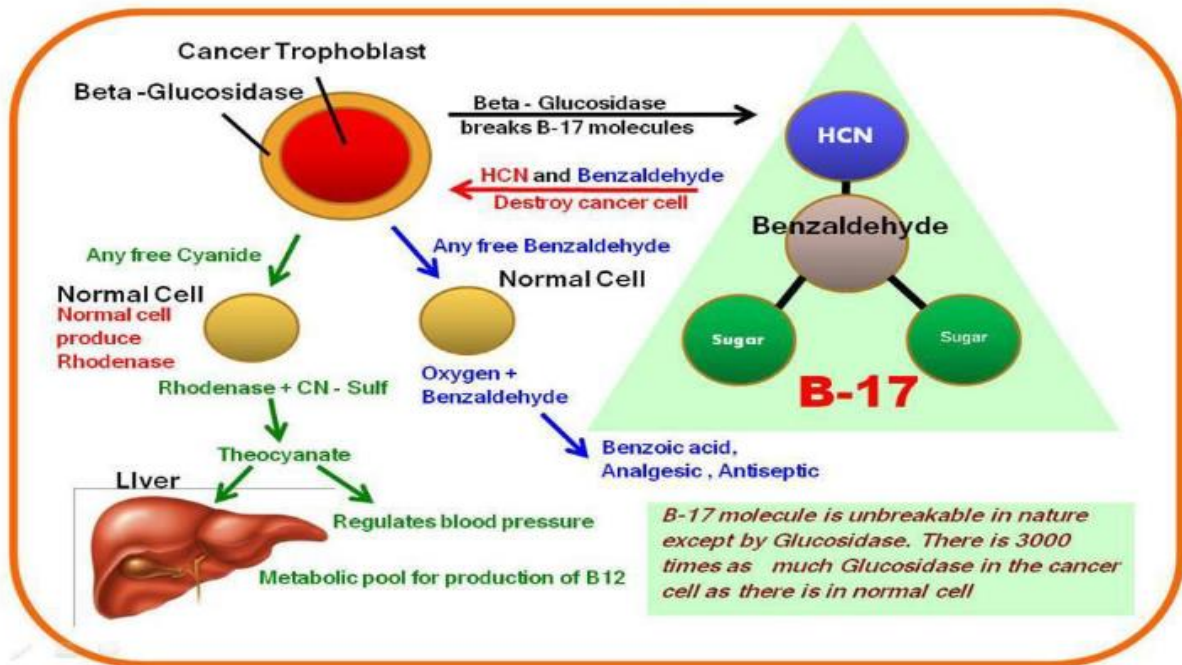 Cancer Trophoblast
Beta -Glucosidase
Beta - Glucosidase
breaks B-17 molecules
HCN and Benzaldehyde
Destroy cancer cell
HCN
Benzaldehyde
Sugar
Sugar
B-17
Any free Cyanide
Any free Benzaldehyde
Normal Cell
Normal cell
produce
Rhodenase
Normal Cell
Rhodenase + CN - Sulf
Oxygen +
Benzaldehyde
Theocyanate
Benzoic acid,
Analgesic , Antiseptic
LIver
Regulates blood pressure
Metabolic pool for production of B12
B-17 molecule is unbreakable in nature
except by Glucosidase. There is 3000
times as much Glucosidase in the cancer
cell as there is in normal cell